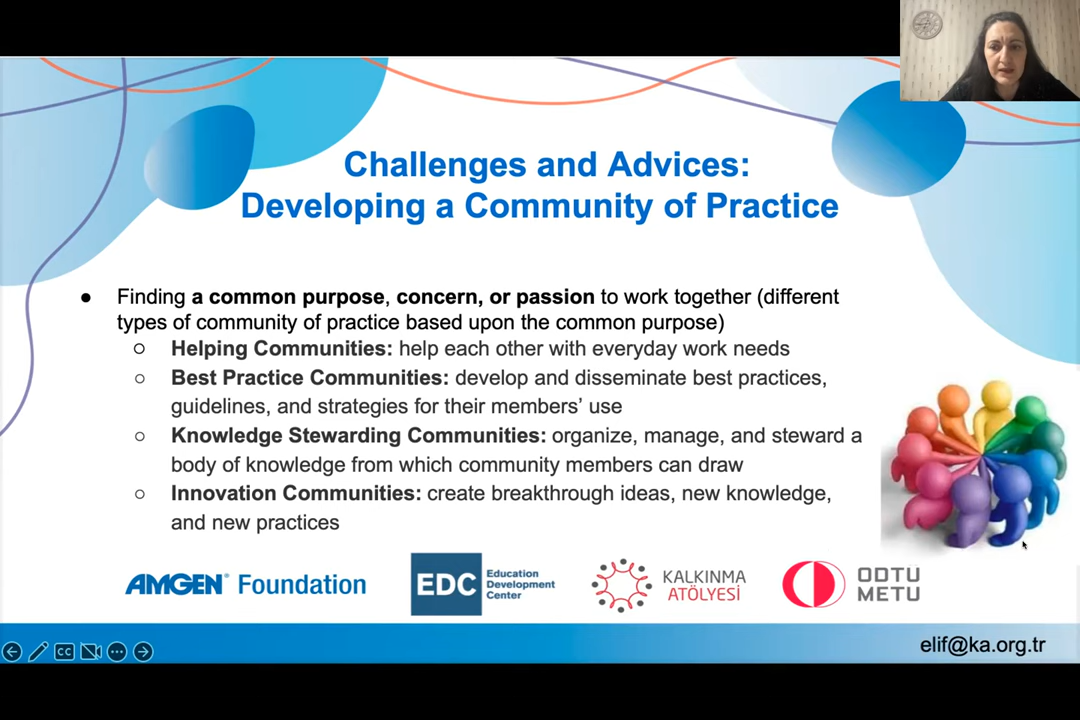 Challenges and Advices:
Developing a Community of Practice
● Finding a common purpose, concern, or passion to work together (different
types of community of practice based upon the common purpose)
○ Helping Communities: help each other with everyday work needs
○ Best Practice Communities: develop and disseminate best practices,
guidelines, and strategies for their members’ use
○ Knowledge Stewarding Communities: organize, manage, and steward a
body of knowledge from which community members can draw
○ Innovation Communities: create breakthrough ideas, new knowledge,
and new practices
AMGEN® Foundation
EDC
Education
Development
Center
KALKINMA
ATÖLYESİ
ODTÜ
METU
elif@ka.org.tr
CC